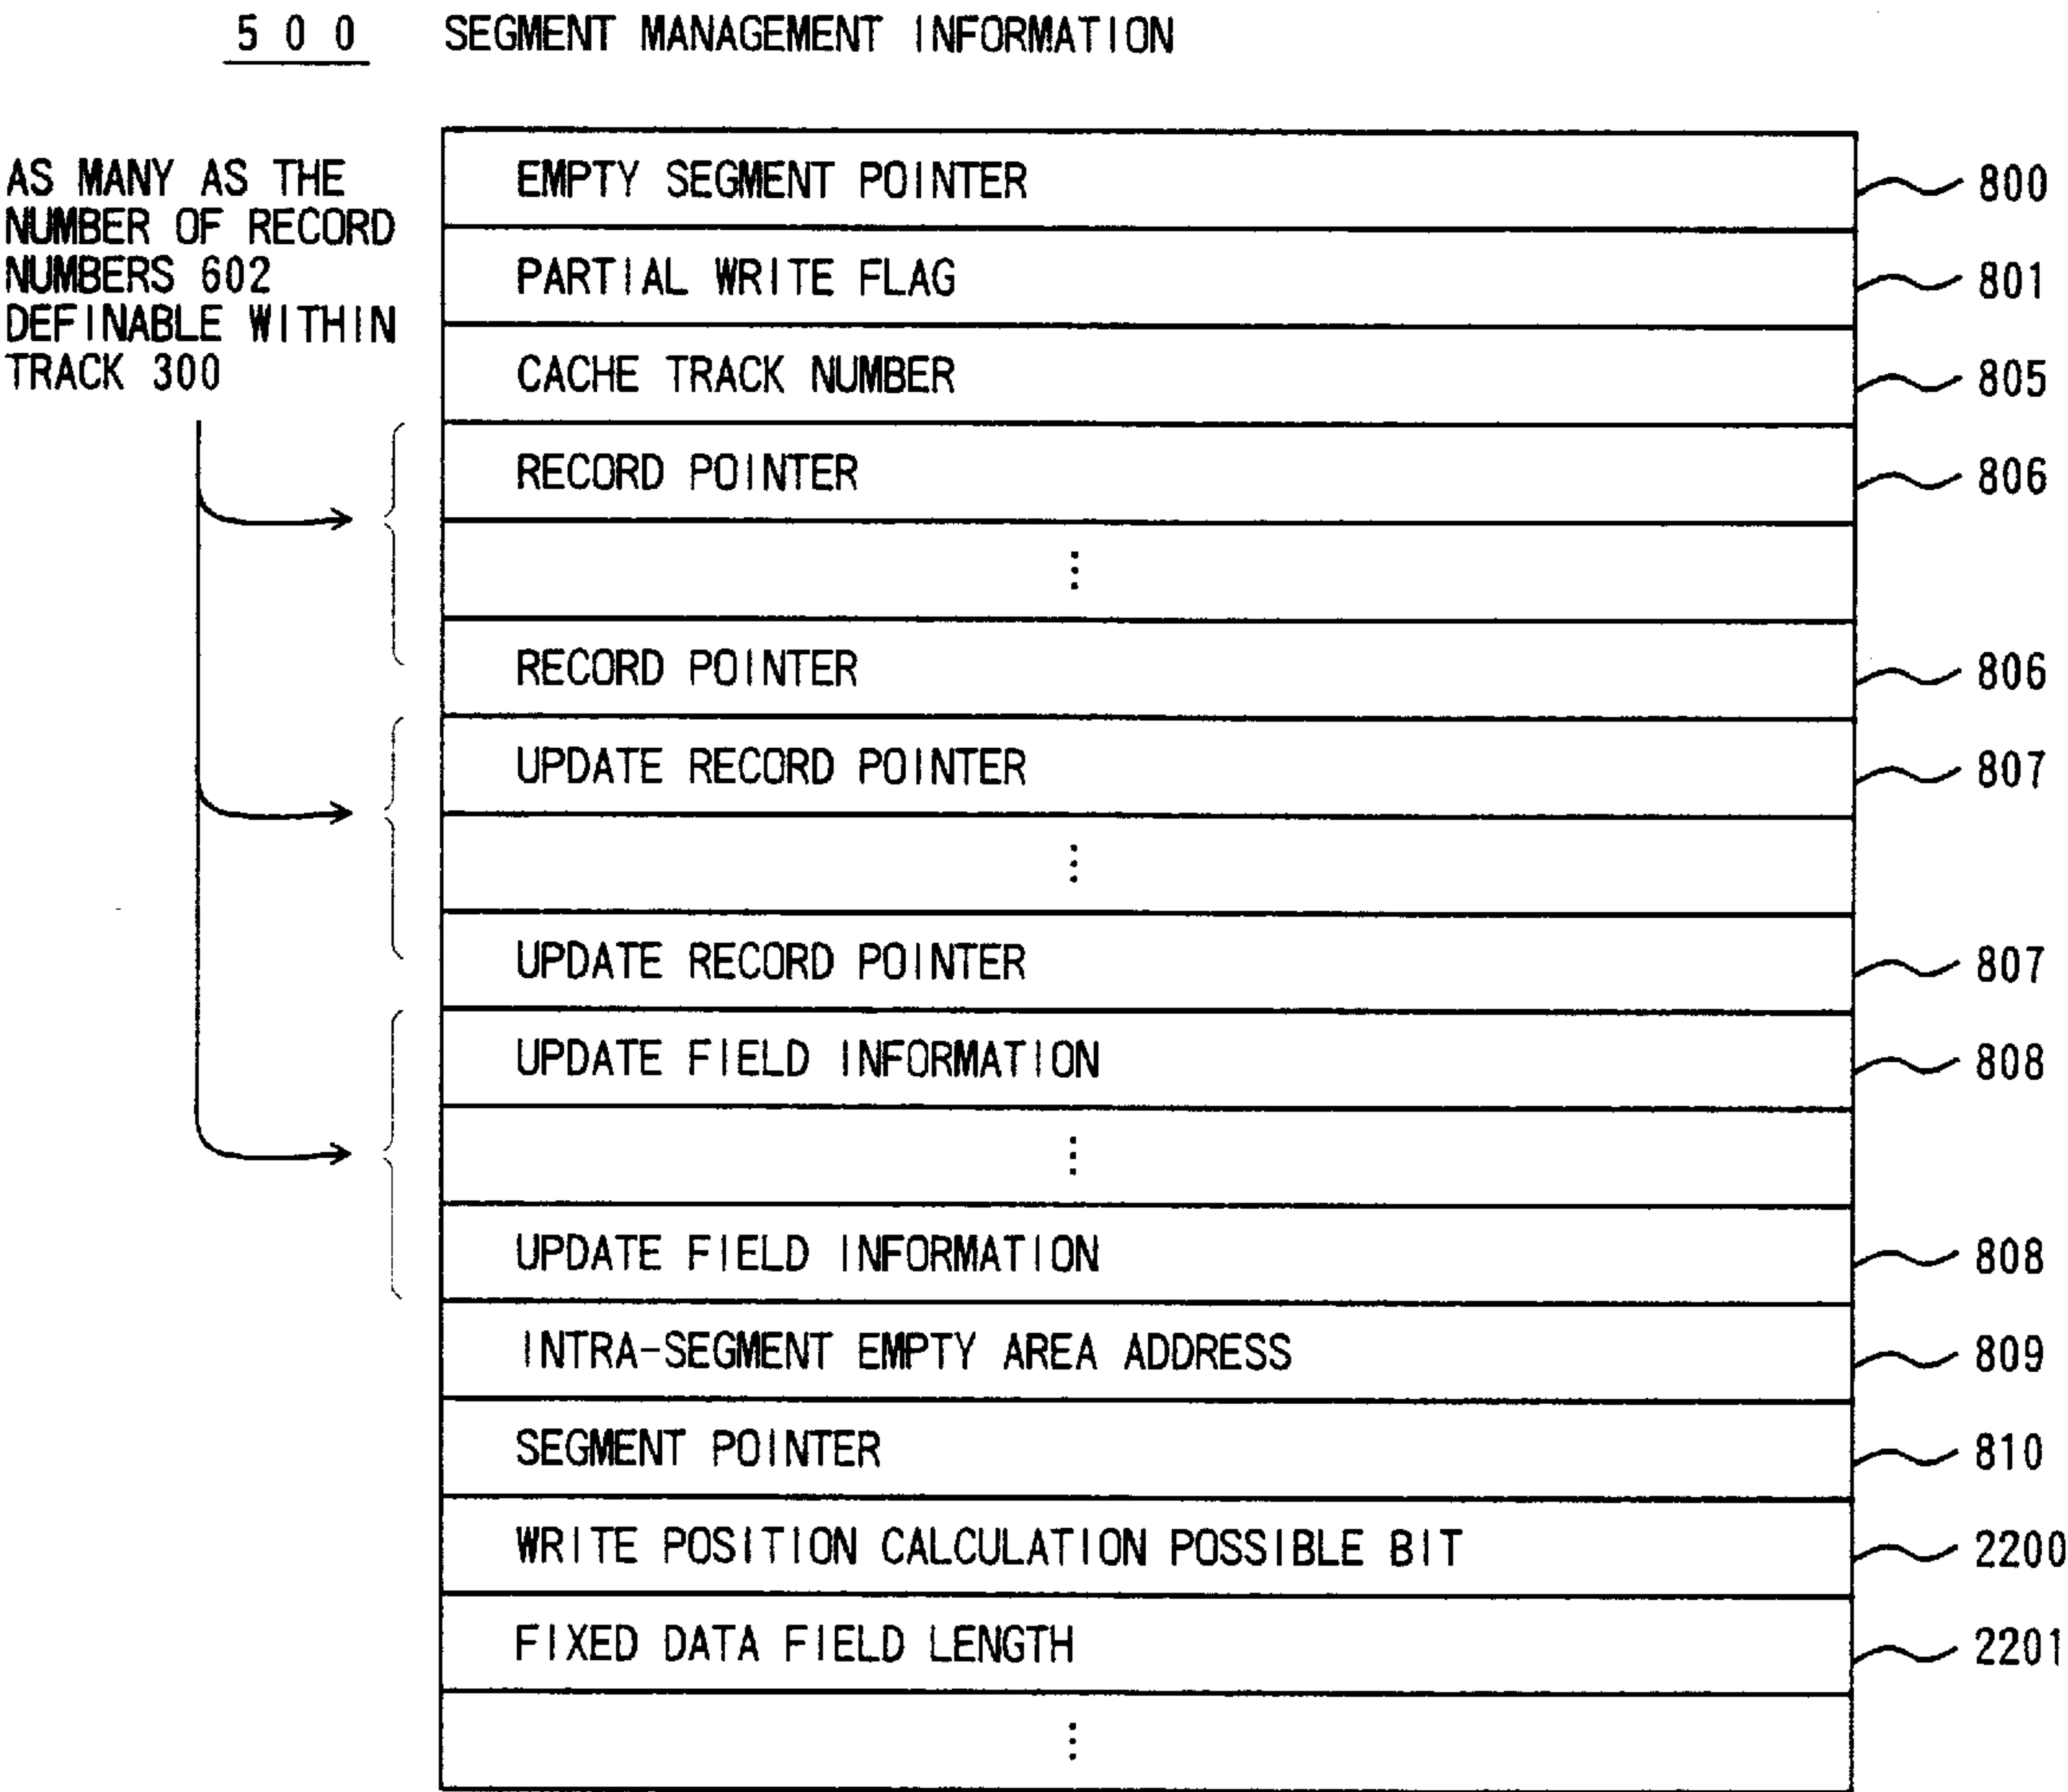 500 SEGMENT MANAGEMENT INFORMATION
AS MANY AS THE
NUMBER OF RECORD
NUMBERS 602
DEFINABLE WITHIN
TRACK 300
EMPTY SEGMENT POINTER 800
PARTIAL WRITE FLAG 801
CACHE TRACK NUMBER 805
RECORD POINTER 806
⋮
RECORD POINTER 806
UPDATE RECORD POINTER 807
⋮
UPDATE RECORD POINTER 807
UPDATE FIELD INFORMATION 808
⋮
UPDATE FIELD INFORMATION 808
INTRA-SEGMENT EMPTY AREA ADDRESS 809
SEGMENT POINTER 810
WRITE POSITION CALCULATION POSSIBLE BIT 2200
FIXED DATA FIELD LENGTH 2201
⋮